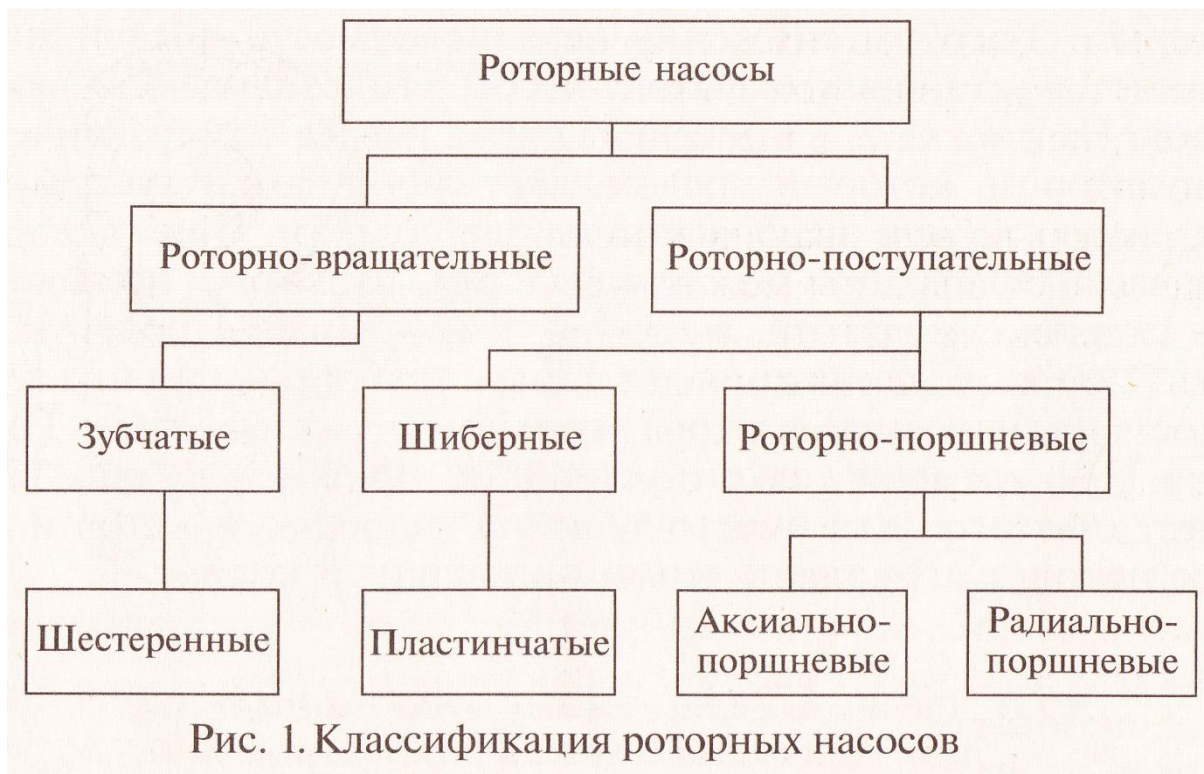 Роторные насосы
Роторно-вращательные
Роторно-поступательные
Зубчатые
Шиберные
Роторно-поршневые
Шестеренные
Пластинчатые
Аксиально-
поршневые
Радиально-
поршневые
Рис. 1. Классификация роторных насосов